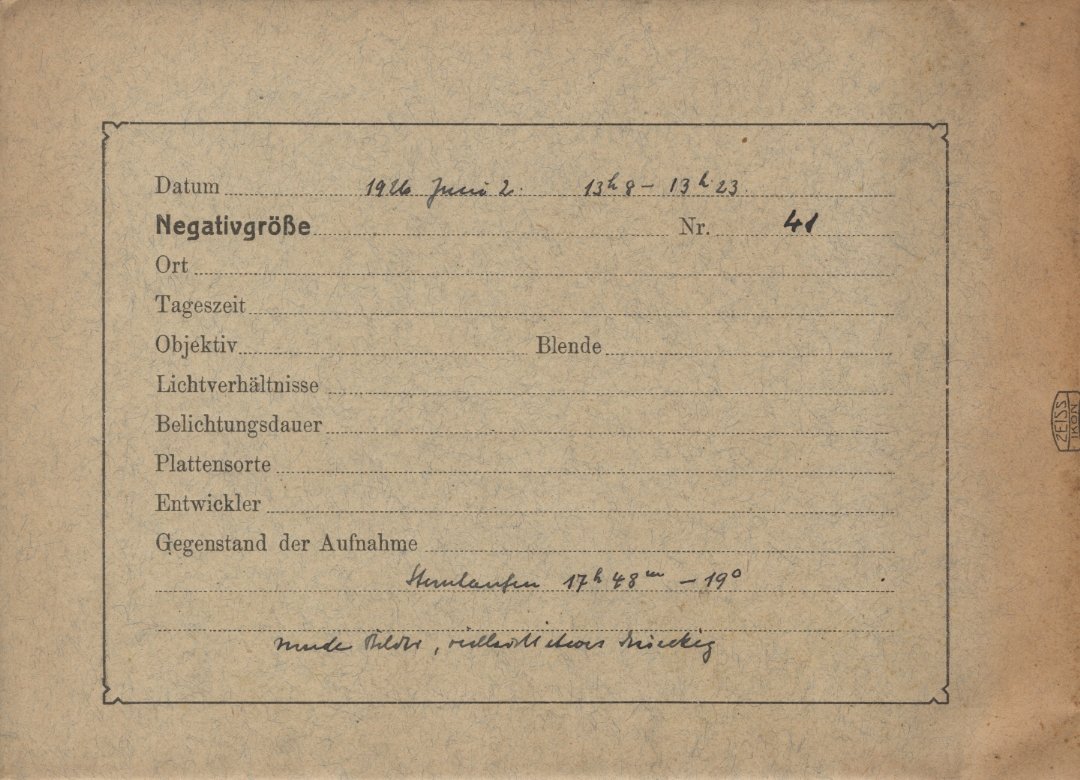 Datum 1926 Juni 2. 13h 8 – 13h 23.
Negativgröße Nr. 41
Ort
Tageszeit
Objektiv Blende
Lichtverhältnisse
Belichtungsdauer
Plattensorte
Entwickler
Gegenstand der Aufnahme
17h 48m – 19°
runde Bilder, vielleicht etwas dreieckig
ZEISS
IKON